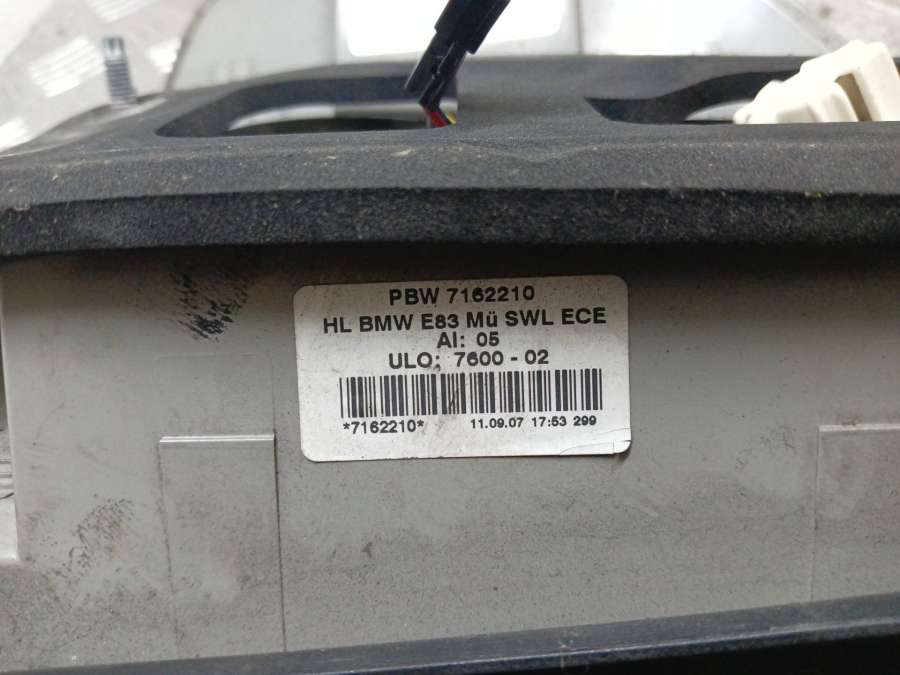 PBW 7162210
HL BMW E83 Mü SWL ECE
AI: 05
ULO: 7600 - 02
*7162210* 11.09.07 17:53 299